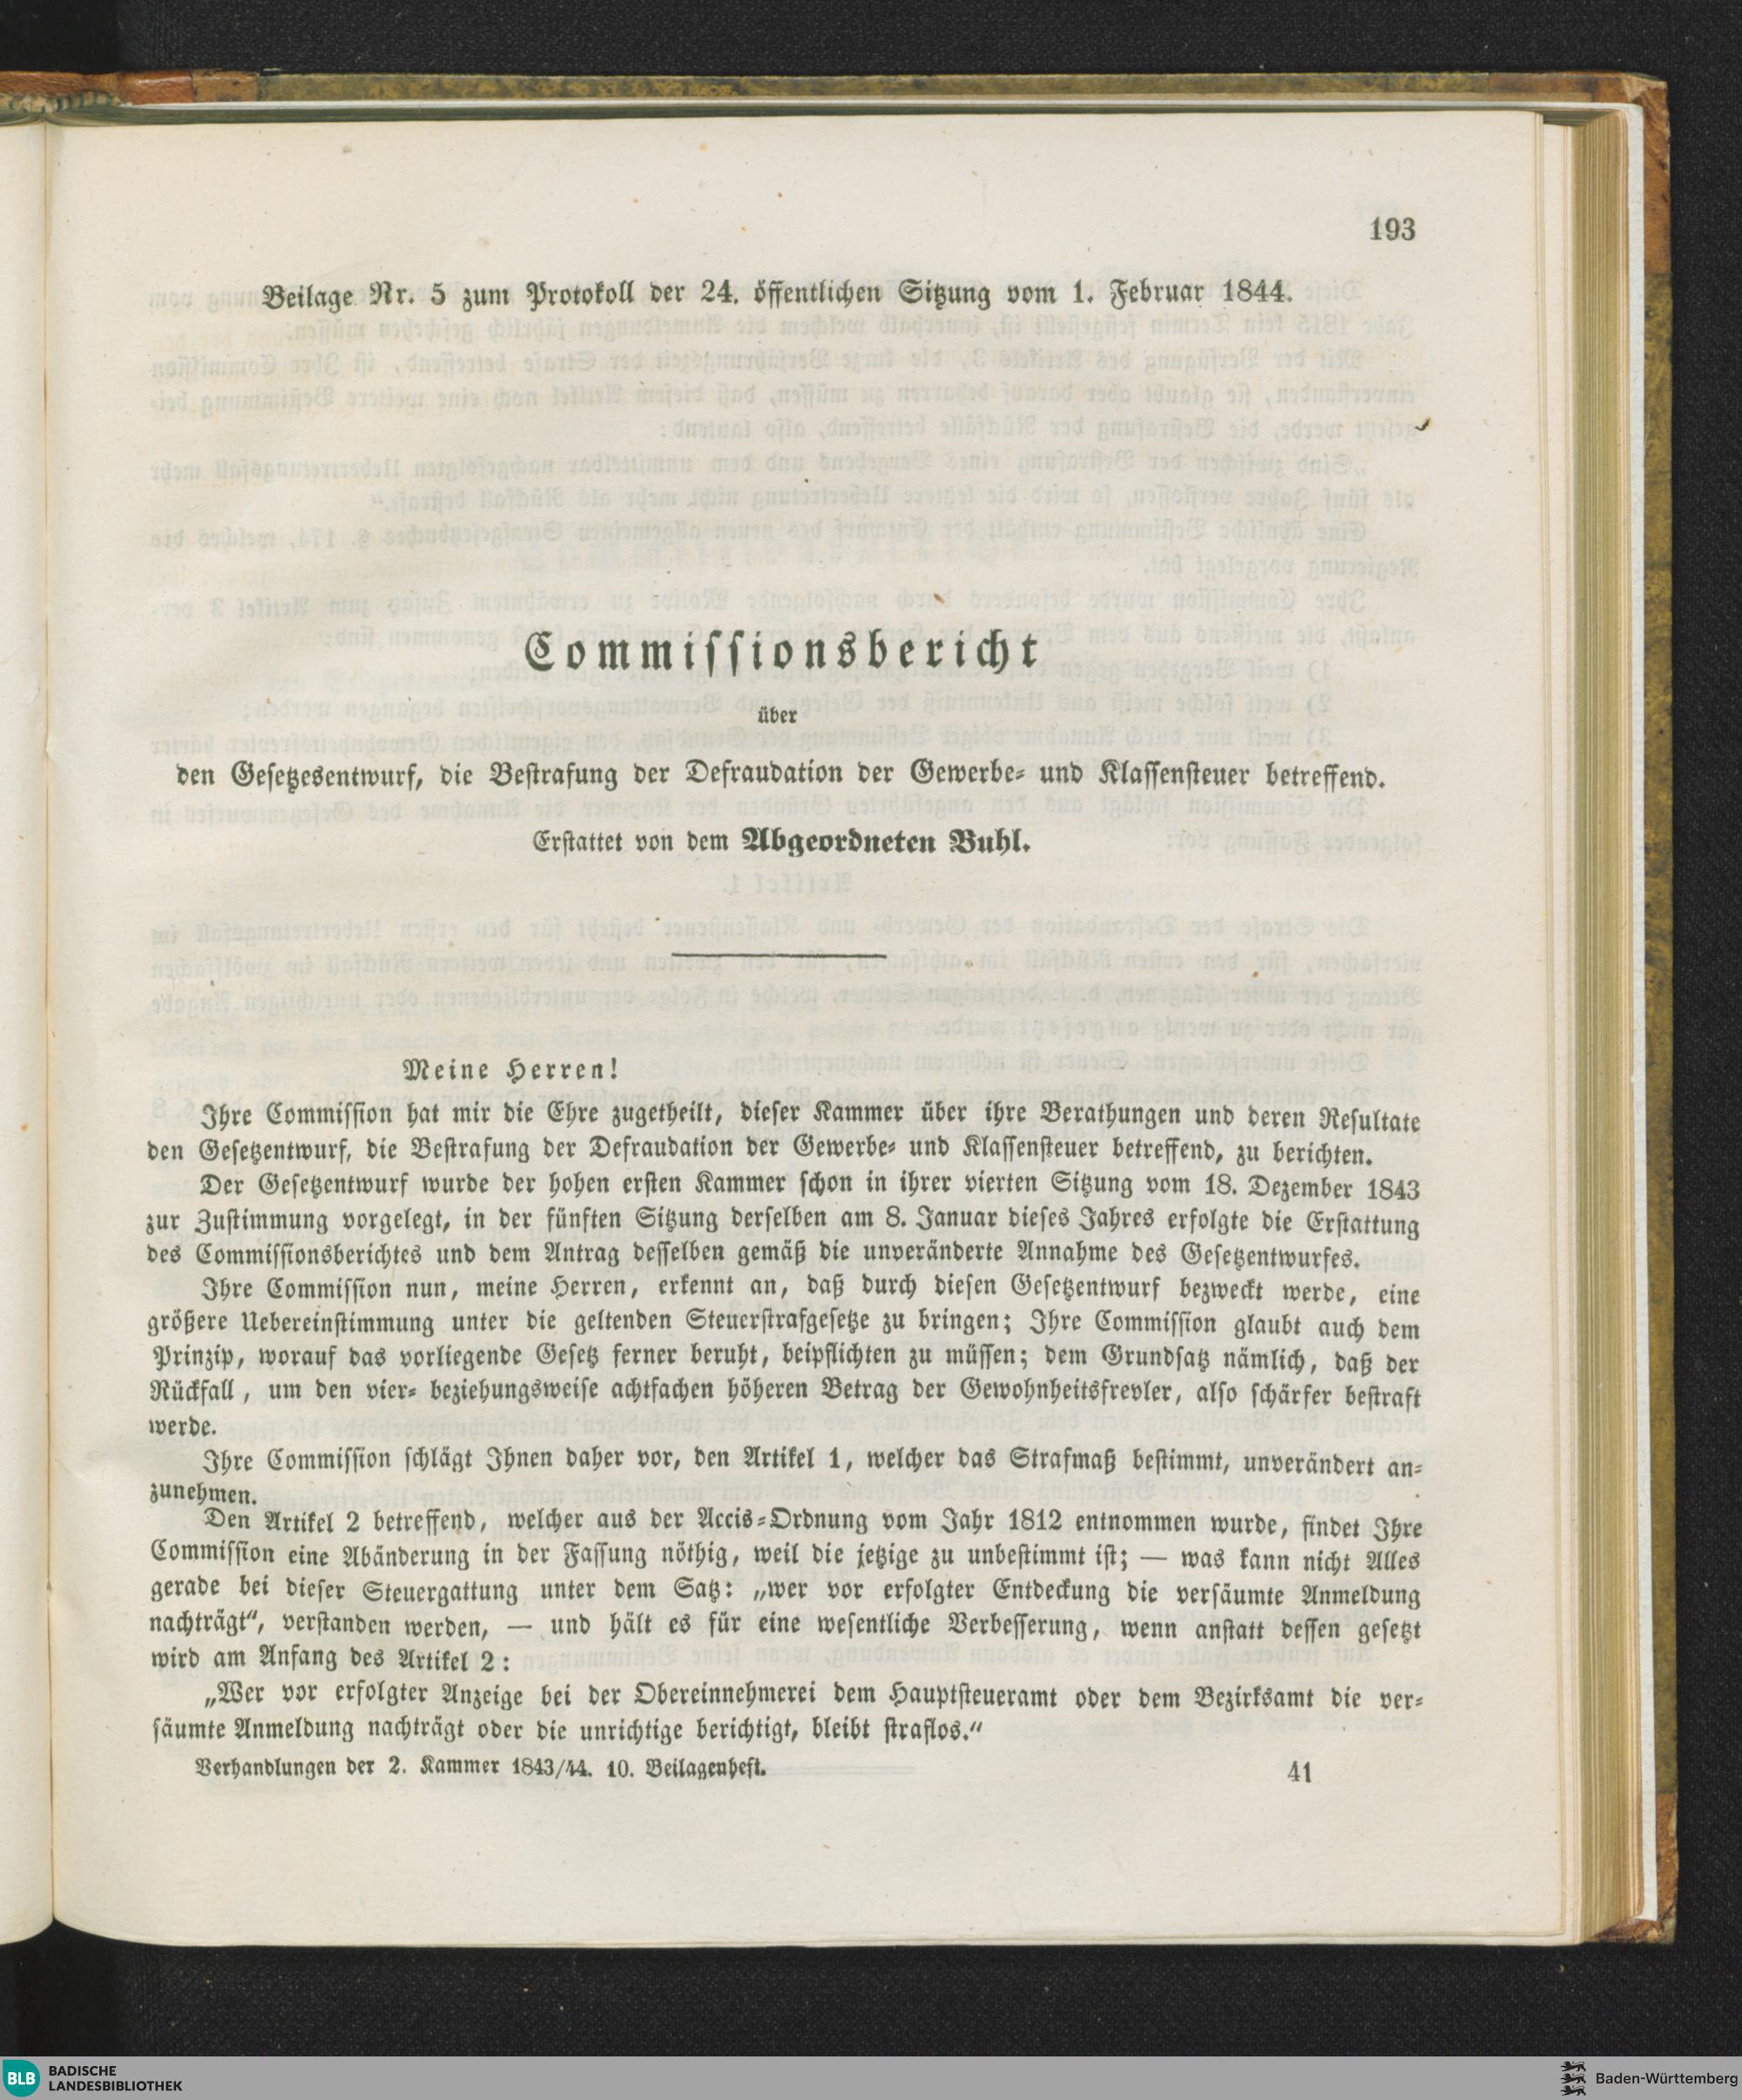 193
Beilage Nr. 5 zum Protokoll der 24. öffentlichen Sitzung vom 1. Februar 1844.
Commissionsbericht
über
den Gesetzesentwurf, die Bestrafung der Defraudation der Gewerbe- und Klassensteuer betreffend.
Erstattet von dem Abgeordneten Buhl.
Meine Herren!
Ihre Commission hat mir die Ehre zugetheilt, dieser Kammer über ihre Berathungen und deren Resultate
den Gesetzentwurf, die Bestrafung der Defraudation der Gewerbe- und Klassensteuer betreffend, zu berichten.
Der Gesetzentwurf wurde der hohen ersten Kammer schon in ihrer vierten Sitzung vom 18. Dezember 1843
zur Zustimmung vorgelegt, in der fünften Sitzung derselben am 8. Januar dieses Jahres erfolgte die Erstattung
des Commissionsberichtes und dem Antrag desselben gemäß die unveränderte Annahme des Gesetzentwurfes.
Ihre Commission nun, meine Herren, erkennt an, daß durch diesen Gesetzentwurf bezweckt werde, eine
größere Uebereinstimmung unter die geltenden Steuerstrafgesetze zu bringen; Ihre Commission glaubt auch dem
Prinzip, worauf das vorliegende Gesetz ferner beruht, beipflichten zu müssen; dem Grundsatz nämlich, daß der
Rückfall, um den vier- beziehungsweise achtfachen höheren Betrag der Gewohnheitsfrevler, also schärfer bestraft
werde.
Ihre Commission schlägt Ihnen daher vor, den Artikel 1, welcher das Strafmaß bestimmt, unverändert an-
zunehmen.
Den Artikel 2 betreffend, welcher aus der Accis-Ordnung vom Jahr 1812 entnommen wurde, findet Ihre
Commission eine Abänderung in der Fassung nöthig, weil die jetzige zu unbestimmt ist; — was kann nicht Alles
gerade bei dieser Steuergattung unter dem Satz: „wer vor erfolgter Entdeckung die versäumte Anmeldung
nachträgt“, verstanden werden, — und hält es für eine wesentliche Verbesserung, wenn anstatt dessen gesetzt
wird am Anfang des Artikel 2:
„Wer vor erfolgter Anzeige bei der Obereinnehmerei dem Hauptsteueramt oder dem Bezirksamt die ver-
säumte Anmeldung nachträgt oder die unrichtige berichtigt, bleibt straflos.“
Verhandlungen der 2. Kammer 1843/44. 10. Beilagenheft.
41
BLB BADISCHE
LANDESBIBLIOTHEK
Baden-Württemberg